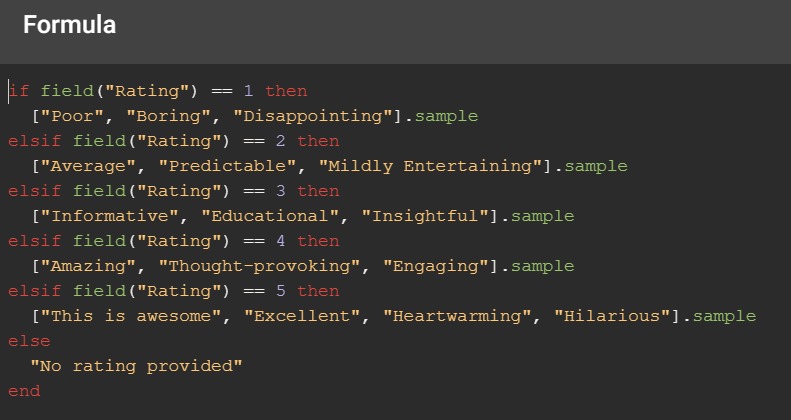 Formula
if field("Rating") == 1 then
  ["Poor", "Boring", "Disappointing"].sample
elsif field("Rating") == 2 then
  ["Average", "Predictable", "Mildly Entertaining"].sample
elsif field("Rating") == 3 then
  ["Informative", "Educational", "Insightful"].sample
elsif field("Rating") == 4 then
  ["Amazing", "Thought-provoking", "Engaging"].sample
elsif field("Rating") == 5 then
  ["This is awesome", "Excellent", "Heartwarming", "Hilarious"].sample
else
  "No rating provided"
end